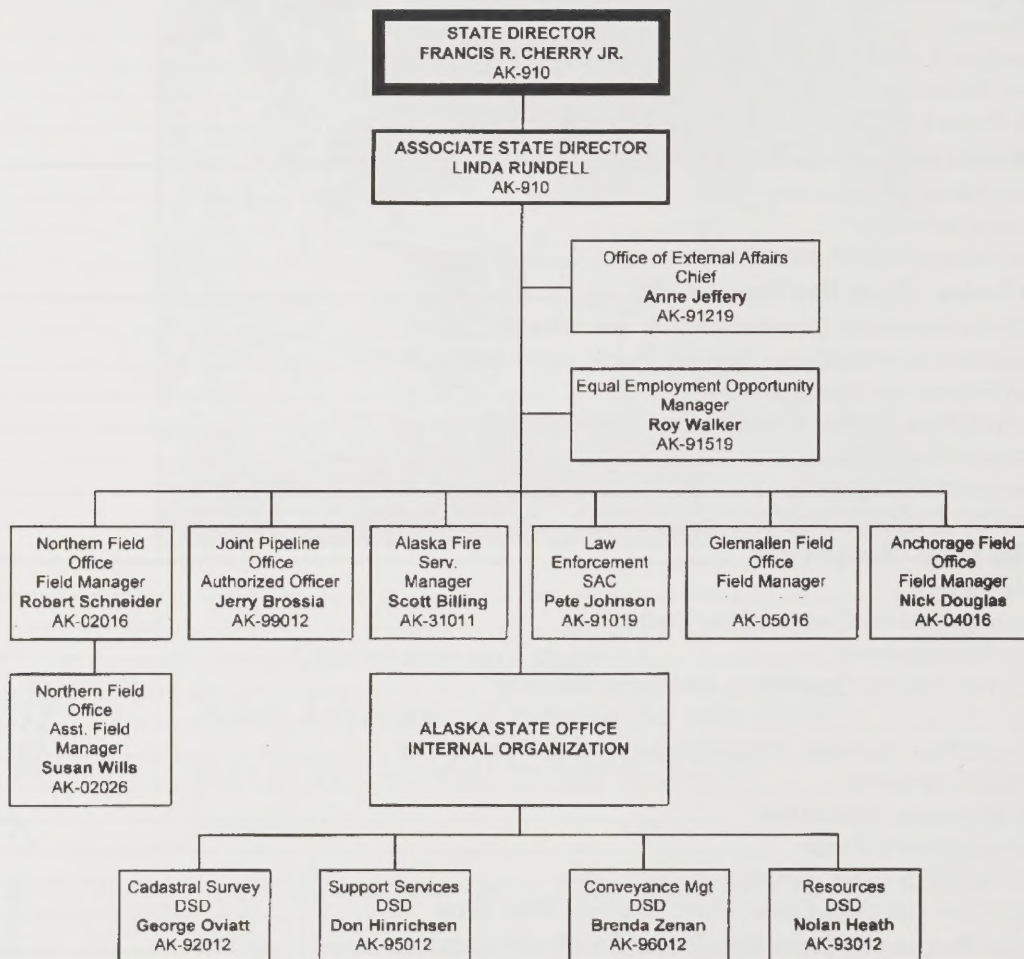 STATE DIRECTOR
FRANCIS R. CHERRY JR.
AK-910
ASSOCIATE STATE DIRECTOR
LINDA RUNDELL
AK-910
Office of External Affairs
Chief
Anne Jeffery
AK-91219
Equal Employment Opportunity
Manager
Roy Walker
AK-91519
Northern Field
Office
Field Manager
Robert Schneider
AK-02016
Joint Pipeline
Office
Authorized Officer
Jerry Brossia
AK-99012
Alaska Fire
Serv.
Manager
Scott Billing
AK-31011
Law
Enforcement
SAC
Pete Johnson
AK-91019
Glennallen Field
Office
Field Manager
AK-05016
Anchorage Field
Office
Field Manager
Nick Douglas
AK-04016
Northern Field
Office
Asst. Field
Manager
Susan Wills
AK-02026
ALASKA STATE OFFICE
INTERNAL ORGANIZATION
Cadastral Survey
DSD
George Oviatt
AK-92012
Support Services
DSD
Don Hinrichsen
AK-95012
Conveyance Mgt
DSD
Brenda Zenan
AK-96012
Resources
DSD
Nolan Heath
AK-93012